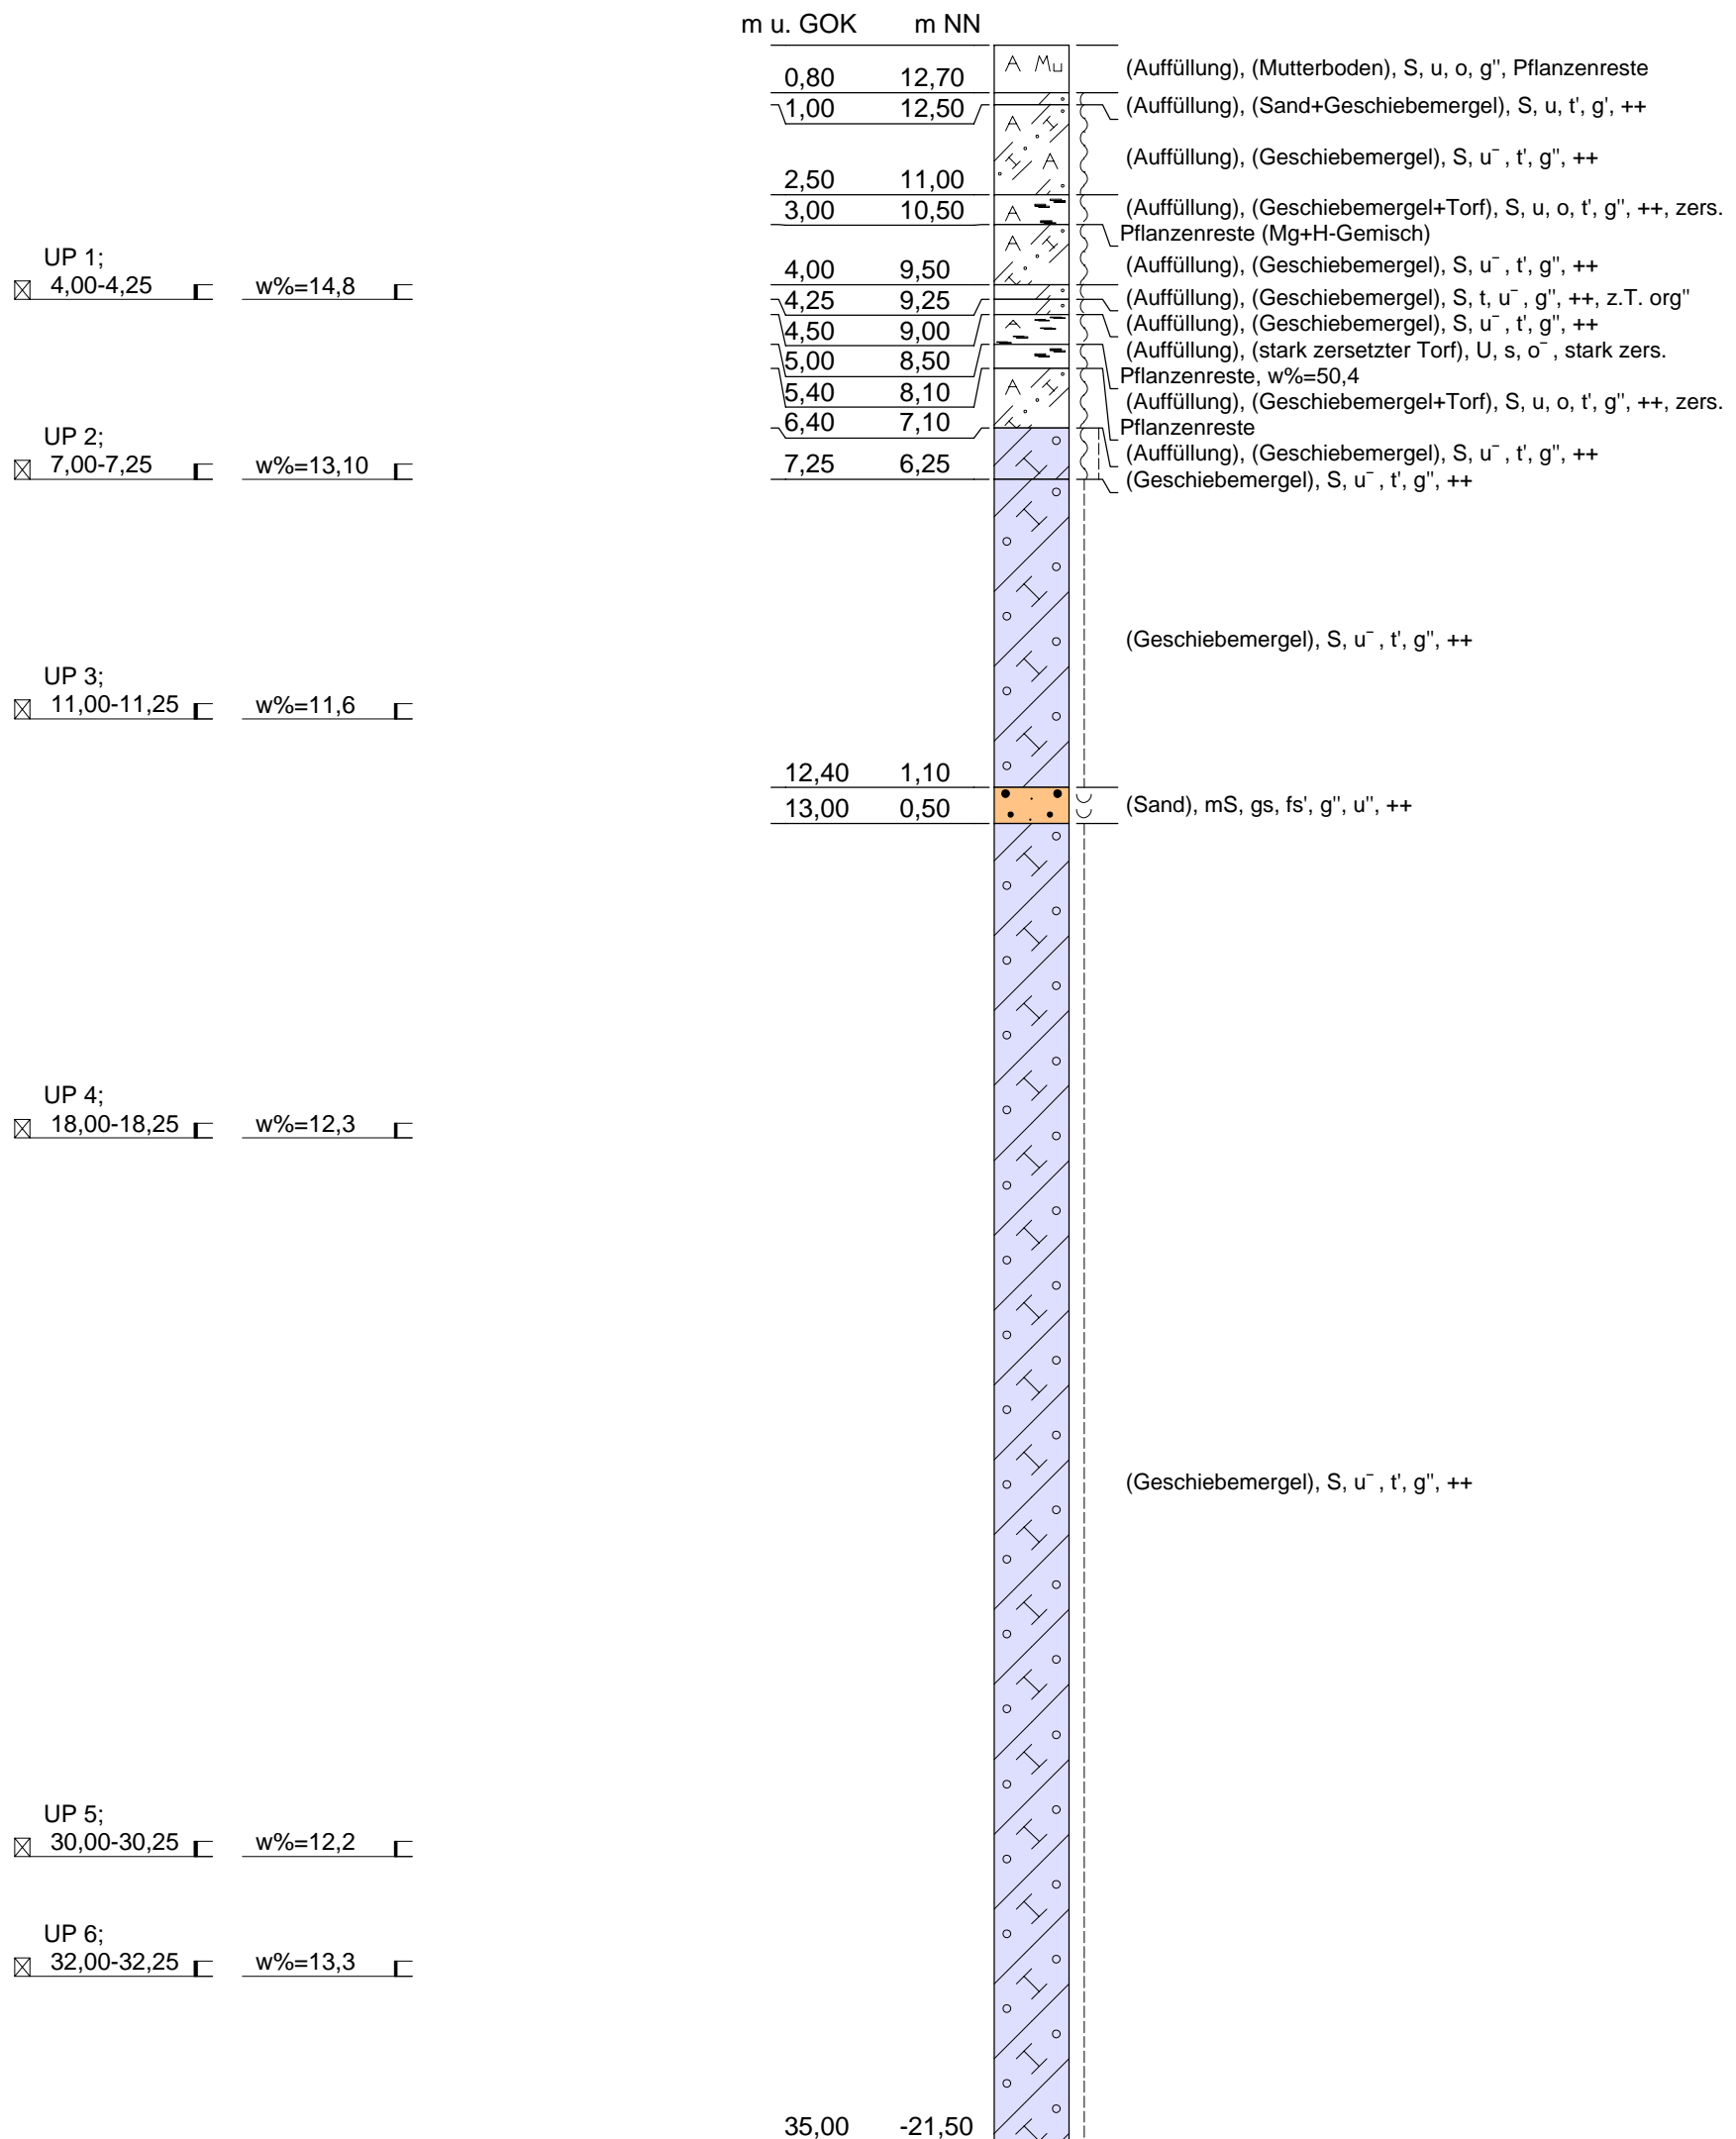 m u. GOK m NN
0,80 12,70 A Mu (Auffüllung), (Mutterboden), S, u, o, g", Pflanzenreste
1,00 12,50 (Auffüllung), (Sand+Geschiebemergel), S, u, t', g', ++
A
A (Auffüllung), (Geschiebemergel), S, u¯, t', g", ++
2,50 11,00
3,00 10,50 A (Auffüllung), (Geschiebemergel+Torf), S, u, o, t', g", ++, zers.
Pflanzenreste (Mg+H-Gemisch)
A
UP 1;
4,00-4,25 w%=14,8
4,00 9,50 (Auffüllung), (Geschiebemergel), S, u¯, t', g", ++
4,25 9,25 (Auffüllung), (Geschiebemergel), S, t, u¯, g", ++, z.T. org"
4,50 9,00 A (Auffüllung), (Geschiebemergel), S, u¯, t', g", ++
5,00 8,50 (Auffüllung), (stark zersetzter Torf), U, s, o¯, stark zers.
Pflanzenreste, w%=50,4
5,40 8,10 A (Auffüllung), (Geschiebemergel+Torf), S, u, o, t', g", ++, zers.
Pflanzenreste
6,40 7,10 (Auffüllung), (Geschiebemergel), S, u¯, t', g", ++
UP 2;
7,00-7,25 w%=13,10
7,25 6,25 (Geschiebemergel), S, u¯, t', g", ++
(Geschiebemergel), S, u¯, t', g", ++
UP 3;
11,00-11,25 w%=11,6
12,40 1,10
13,00 0,50 (Sand), mS, gs, fs', g", u", ++
UP 4;
18,00-18,25 w%=12,3
(Geschiebemergel), S, u¯, t', g", ++
UP 5;
30,00-30,25 w%=12,2
UP 6;
32,00-32,25 w%=13,3
35,00 -21,50